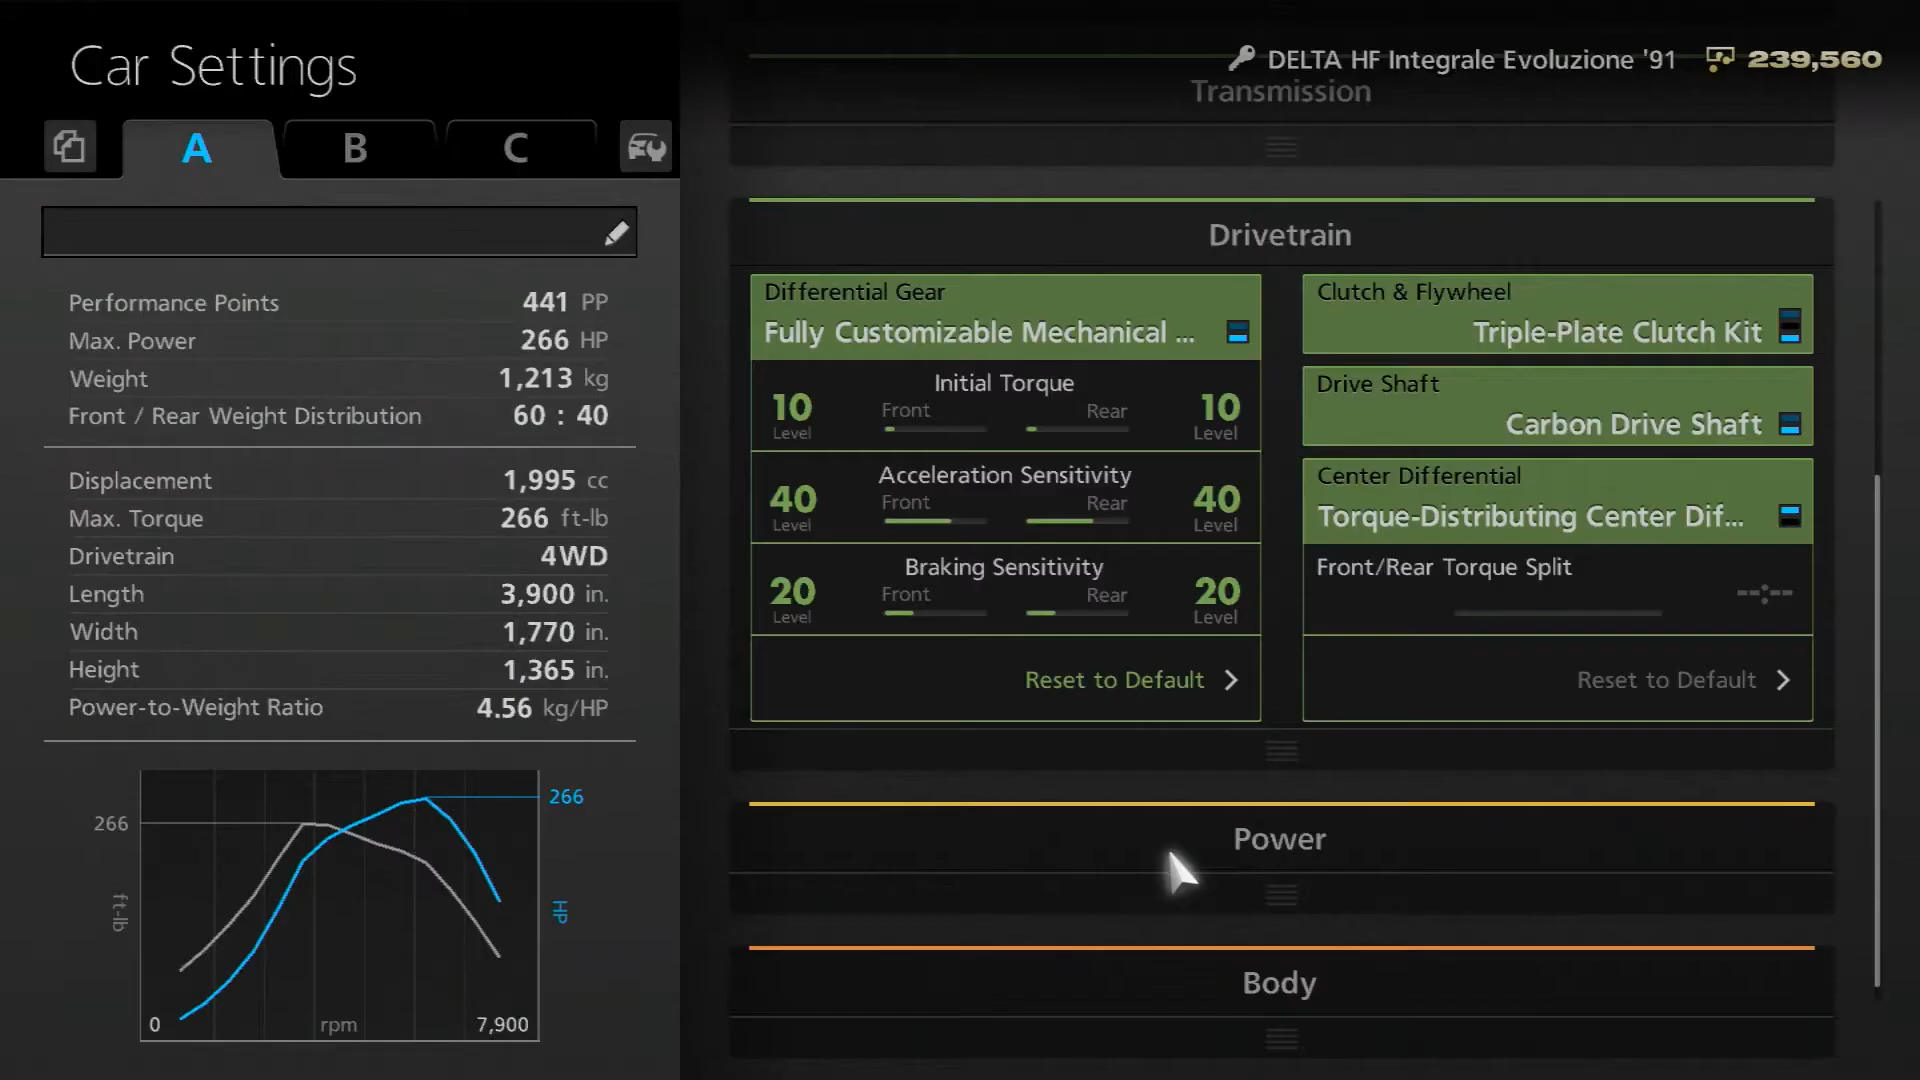 Car Settings
DELTA HF Integrale Evoluzione '91
239,560
A
B
C
Performance Points 441 PP
Max. Power 266 HP
Weight 1,213 kg
Front / Rear Weight Distribution 60 : 40
Displacement 1,995 cc
Max. Torque 266 ft-lb
Drivetrain 4WD
Length 3,900 in.
Width 1,770 in.
Height 1,365 in.
Power-to-Weight Ratio 4.56 kg/HP
266
266
ft-lb
HP
0 rpm 7,900
Transmission
Drivetrain
Differential Gear
Fully Customizable Mechanical ...
Initial Torque
10 Level Front Rear 10 Level
Acceleration Sensitivity
40 Level Front Rear 40 Level
Braking Sensitivity
20 Level Front Rear 20 Level
Reset to Default
Clutch & Flywheel
Triple-Plate Clutch Kit
Drive Shaft
Carbon Drive Shaft
Center Differential
Torque-Distributing Center Dif...
Front/Rear Torque Split
--:--
Reset to Default
Power
Body